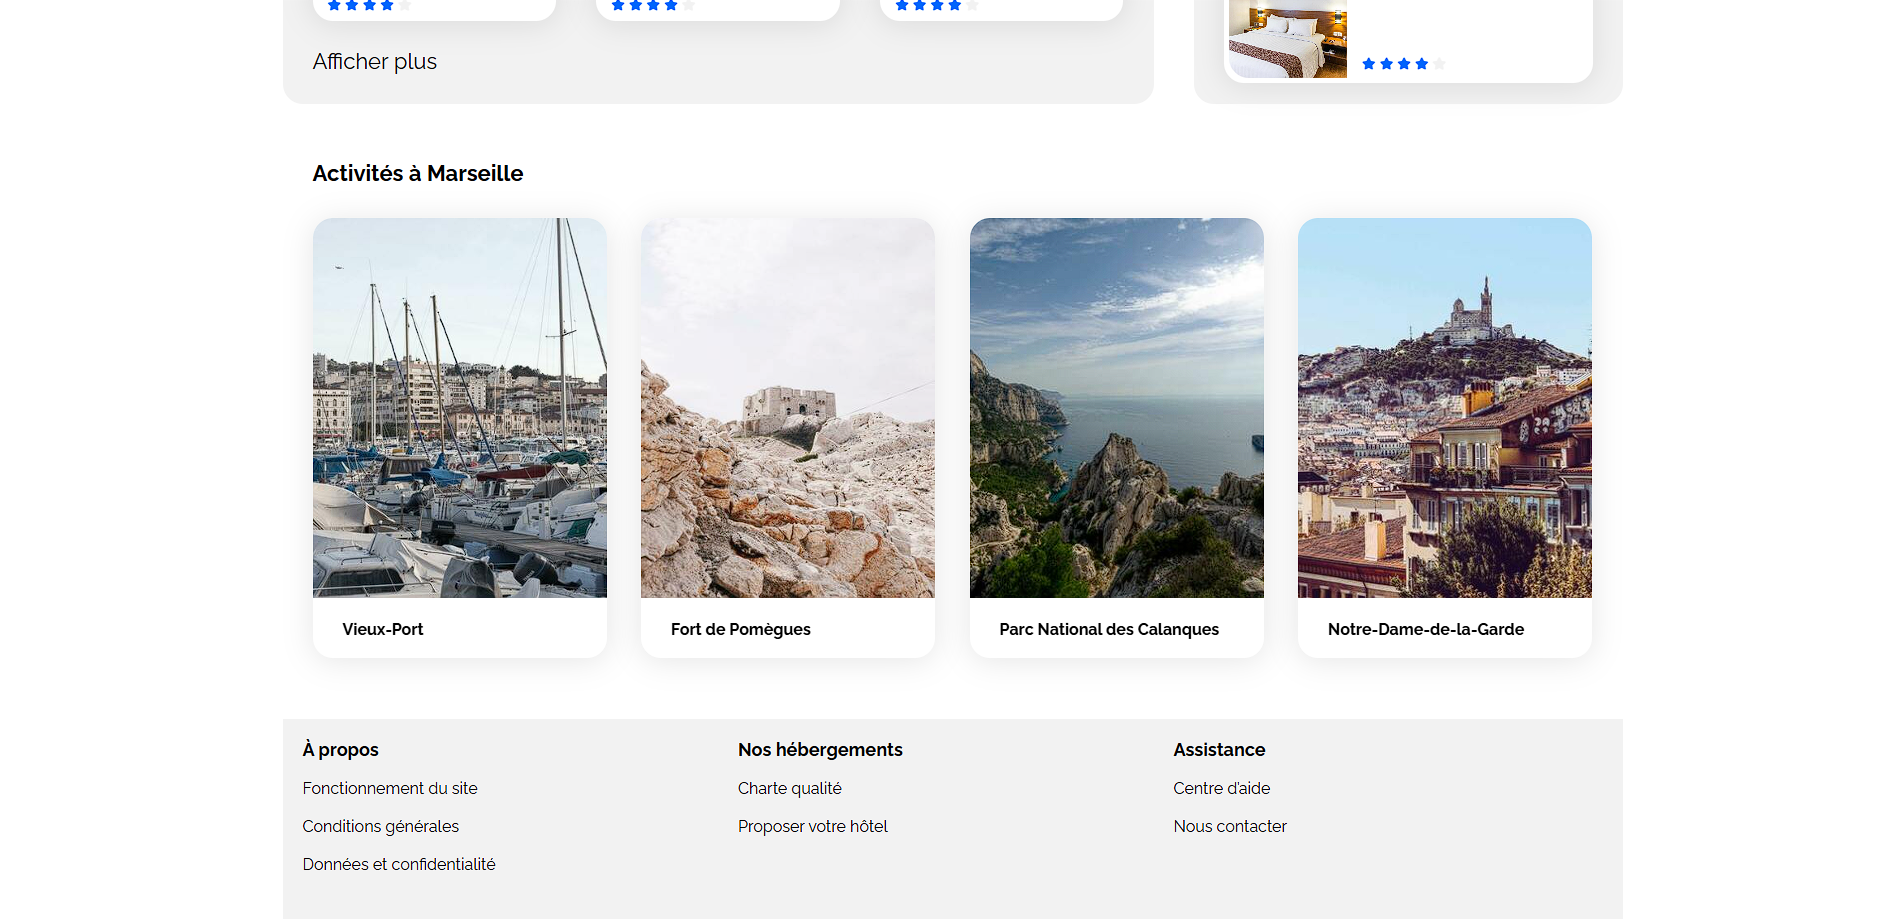 Afficher plus
Activités à Marseille
Vieux-Port
Fort de Pomègues
Parc National des Calanques
Notre-Dame-de-la-Garde
À propos
Nos hébergements
Assistance
Fonctionnement du site
Charte qualité
Centre d'aide
Conditions générales
Proposer votre hôtel
Nous contacter
Données et confidentialité